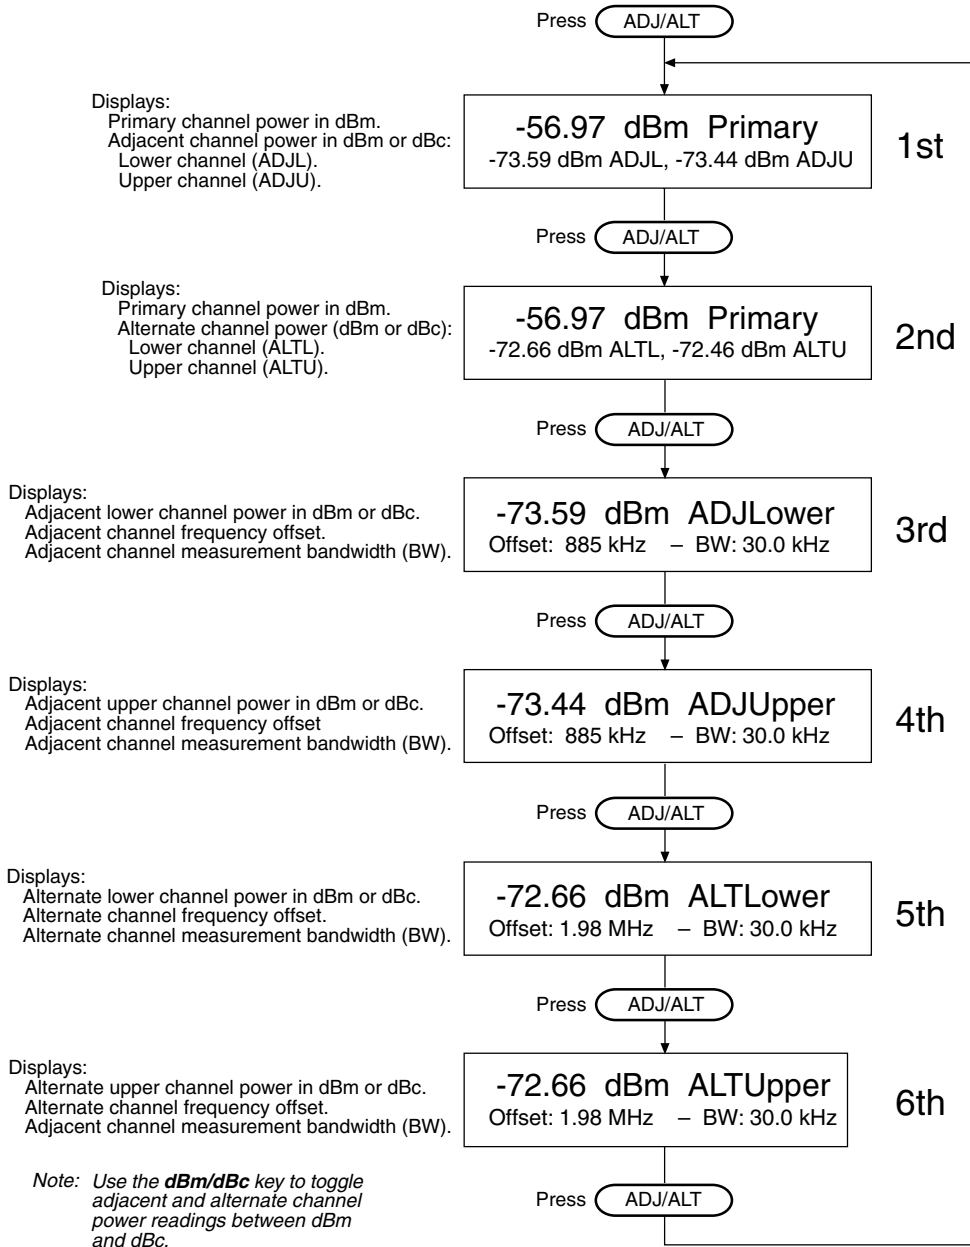 Press ADJ/ALT
Displays:
Primary channel power in dBm.
Adjacent channel power in dBm or dBc:
Lower channel (ADJL).
Upper channel (ADJU).
-56.97 dBm Primary
-73.59 dBm ADJL, -73.44 dBm ADJU
1st
Press ADJ/ALT
Displays:
Primary channel power in dBm.
Alternate channel power (dBm or dBc):
Lower channel (ALTL).
Upper channel (ALTU).
-56.97 dBm Primary
-72.66 dBm ALTL, -72.46 dBm ALTU
2nd
Press ADJ/ALT
Displays:
Adjacent lower channel power in dBm or dBc.
Adjacent channel frequency offset.
Adjacent channel measurement bandwidth (BW).
-73.59 dBm ADJLower
Offset: 885 kHz – BW: 30.0 kHz
3rd
Press ADJ/ALT
Displays:
Adjacent upper channel power in dBm or dBc.
Adjacent channel frequency offset
Adjacent channel measurement bandwidth (BW).
-73.44 dBm ADJUpper
Offset: 885 kHz – BW: 30.0 kHz
4th
Press ADJ/ALT
Displays:
Alternate lower channel power in dBm or dBc.
Alternate channel frequency offset.
Alternate channel measurement bandwidth (BW).
-72.66 dBm ALTLower
Offset: 1.98 MHz – BW: 30.0 kHz
5th
Press ADJ/ALT
Displays:
Alternate upper channel power in dBm or dBc.
Alternate channel frequency offset.
Adjacent channel measurement bandwidth (BW).
-72.66 dBm ALTUpper
Offset: 1.98 MHz – BW: 30.0 kHz
6th
Note: Use the dBm/dBc key to toggle
adjacent and alternate channel
power readings between dBm
and dBc.
Press ADJ/ALT